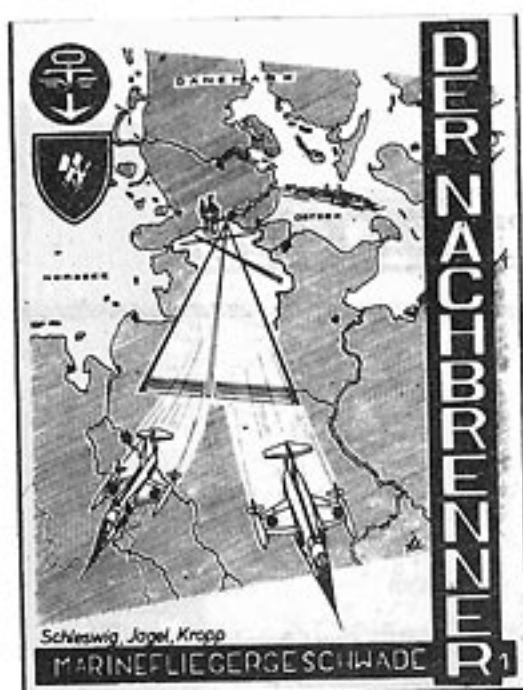 DER NACHBRENNER
DÄNEMARK
OSTSEE
NORDSEE
Schleswig, Jagel, Kropp
MARINEFLIEGERGESCHWADER 1